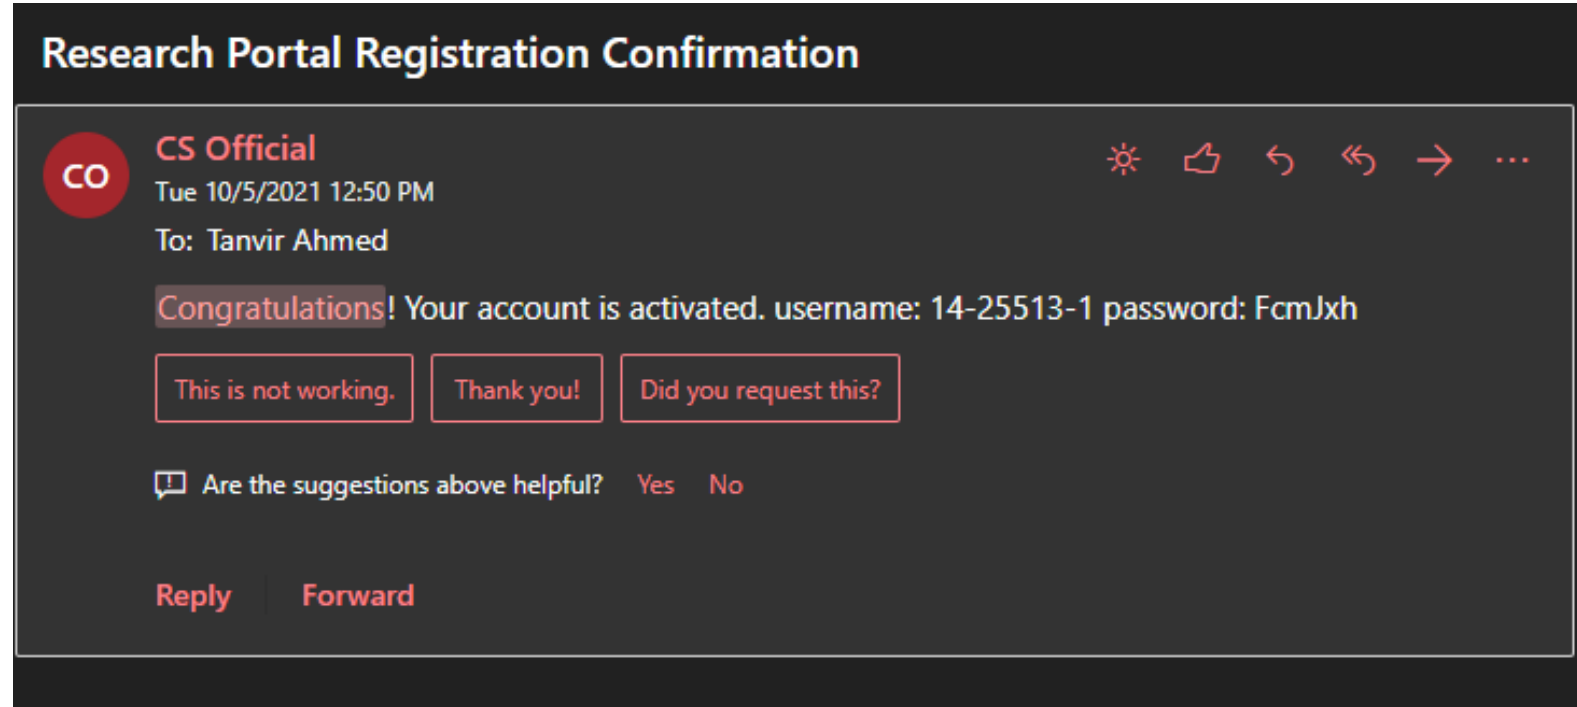 Research Portal Registration Confirmation
CO
CS Official
Tue 10/5/2021 12:50 PM
To: Tanvir Ahmed
Congratulations! Your account is activated. username: 14-25513-1 password: FcmJxh
This is not working.
Thank you!
Did you request this?
Are the suggestions above helpful? Yes No
Reply
Forward